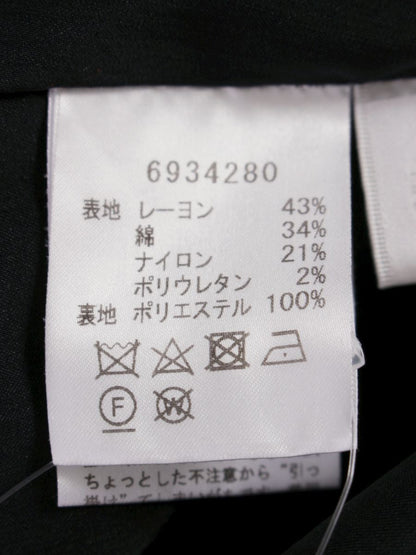 6934280
表地 レーヨン 43%
綿 34%
ナイロン 21%
ポリウレタン 2%
裏地 ポリエステル 100%
F W
ちょっとした不注意から "引っ